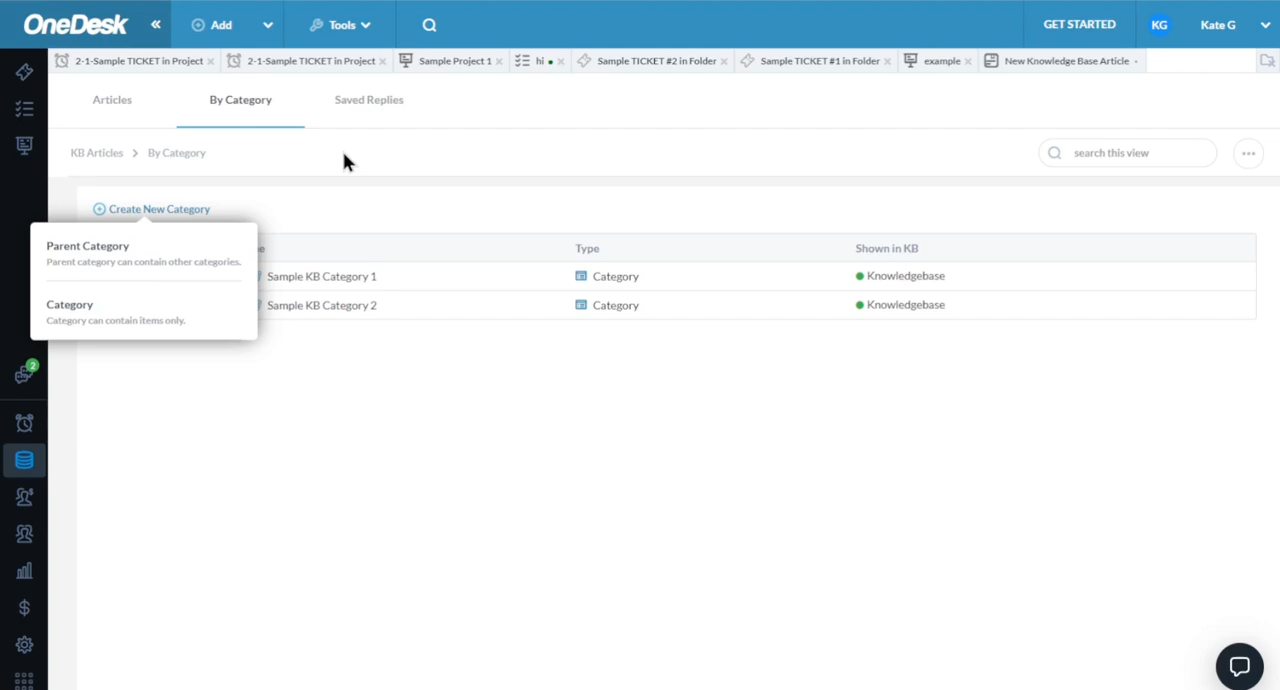 OneDesk « Add Tools GET STARTED KG Kate G
2-1-Sample TICKET in Project × 2-1-Sample TICKET in Project × Sample Project 1 × hi × Sample TICKET #2 in Folder × Sample TICKET #1 in Folder × example × New Knowledge Base Article
Articles By Category Saved Replies
KB Articles > By Category search this view
Create New Category
Parent Category
Parent category can contain other categories.
Category
Category can contain items only.
e Type Shown in KB
Sample KB Category 1 Category Knowledgebase
Sample KB Category 2 Category Knowledgebase
2